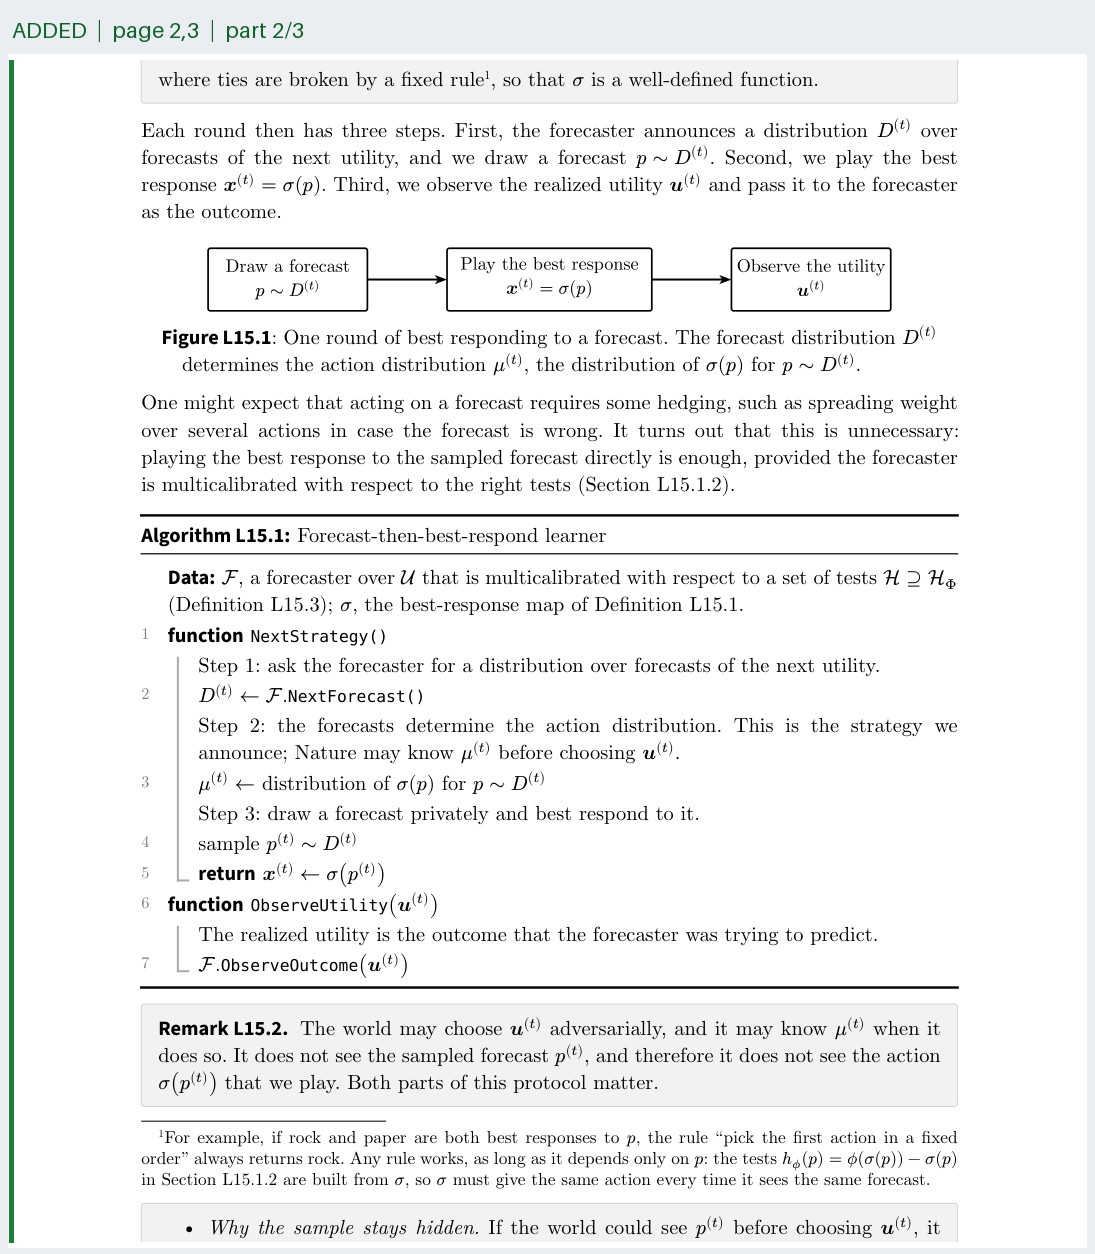 ADDED | page 2,3 | part 2/3
where ties are broken by a fixed rule¹, so that σ is a well-defined function.
Each round then has three steps. First, the forecaster announces a distribution D⁽ᵗ⁾ over
forecasts of the next utility, and we draw a forecast p ∼ D⁽ᵗ⁾. Second, we play the best
response x⁽ᵗ⁾ = σ(p). Third, we observe the realized utility u⁽ᵗ⁾ and pass it to the forecaster
as the outcome.
Draw a forecast
p ∼ D⁽ᵗ⁾
Play the best response
x⁽ᵗ⁾ = σ(p)
Observe the utility
u⁽ᵗ⁾
Figure L15.1: One round of best responding to a forecast. The forecast distribution D⁽ᵗ⁾
determines the action distribution μ⁽ᵗ⁾, the distribution of σ(p) for p ∼ D⁽ᵗ⁾.
One might expect that acting on a forecast requires some hedging, such as spreading weight
over several actions in case the forecast is wrong. It turns out that this is unnecessary:
playing the best response to the sampled forecast directly is enough, provided the forecaster
is multicalibrated with respect to the right tests (Section L15.1.2).
Algorithm L15.1: Forecast-then-best-respond learner
Data: ℱ, a forecaster over 𝒰 that is multicalibrated with respect to a set of tests ℋ ⊇ ℋ_Φ
(Definition L15.3); σ, the best-response map of Definition L15.1.
1 function NextStrategy()
Step 1: ask the forecaster for a distribution over forecasts of the next utility.
2 D⁽ᵗ⁾ ← ℱ.NextForecast()
Step 2: the forecasts determine the action distribution. This is the strategy we
announce; Nature may know μ⁽ᵗ⁾ before choosing u⁽ᵗ⁾.
3 μ⁽ᵗ⁾ ← distribution of σ(p) for p ∼ D⁽ᵗ⁾
Step 3: draw a forecast privately and best respond to it.
4 sample p⁽ᵗ⁾ ∼ D⁽ᵗ⁾
5 return x⁽ᵗ⁾ ← σ(p⁽ᵗ⁾)
6 function ObserveUtility(u⁽ᵗ⁾)
The realized utility is the outcome that the forecaster was trying to predict.
7 ℱ.ObserveOutcome(u⁽ᵗ⁾)
Remark L15.2. The world may choose u⁽ᵗ⁾ adversarially, and it may know μ⁽ᵗ⁾ when it
does so. It does not see the sampled forecast p⁽ᵗ⁾, and therefore it does not see the action
σ(p⁽ᵗ⁾) that we play. Both parts of this protocol matter.
¹For example, if rock and paper are both best responses to p, the rule “pick the first action in a fixed
order” always returns rock. Any rule works, as long as it depends only on p: the tests h_ϕ(p) = ϕ(σ(p)) − σ(p)
in Section L15.1.2 are built from σ, so σ must give the same action every time it sees the same forecast.
• Why the sample stays hidden. If the world could see p⁽ᵗ⁾ before choosing u⁽ᵗ⁾, it